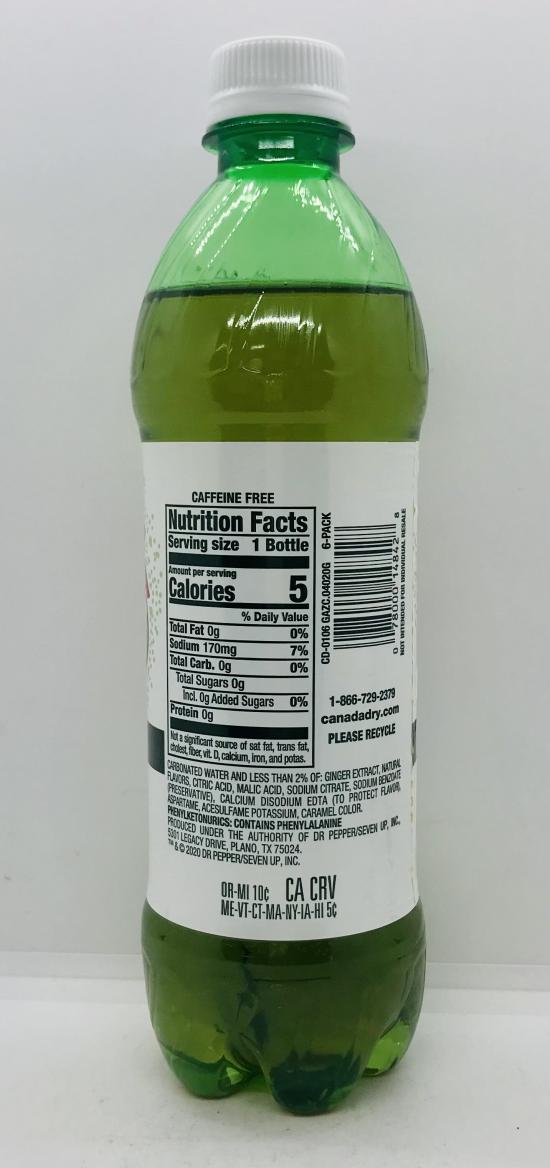 CAFFEINE FREE
Nutrition Facts
Serving size 1 Bottle
Amount per serving
Calories 5
% Daily Value
Total Fat 0g 0%
Sodium 170mg 7%
Total Carb. 0g 0%
Total Sugars 0g
Incl. 0g Added Sugars 0%
Protein 0g
Not a significant source of sat fat, trans fat,
cholest, fiber, vit. D, calcium, iron, and potas.
CD-0106 GAZC.04020G 6-PACK
0 78000 14842 8
NOT INTENDED FOR INDIVIDUAL RESALE
1-866-729-2379
canadadry.com
PLEASE RECYCLE
CARBONATED WATER AND LESS THAN 2% OF: GINGER EXTRACT, NATURAL
FLAVORS, CITRIC ACID, MALIC ACID, SODIUM CITRATE, SODIUM BENZOATE
(PRESERVATIVE), CALCIUM DISODIUM EDTA (TO PROTECT FLAVOR),
ASPARTAME, ACESULFAME POTASSIUM, CARAMEL COLOR.
PHENYLKETONURICS: CONTAINS PHENYLALANINE
PRODUCED UNDER THE AUTHORITY OF DR PEPPER/SEVEN UP, INC.,
5301 LEGACY DRIVE, PLANO, TX 75024.
™ & © 2020 DR PEPPER/SEVEN UP, INC.
OR-MI 10¢ CA CRV
ME-VT-CT-MA-NY-IA-HI 5¢